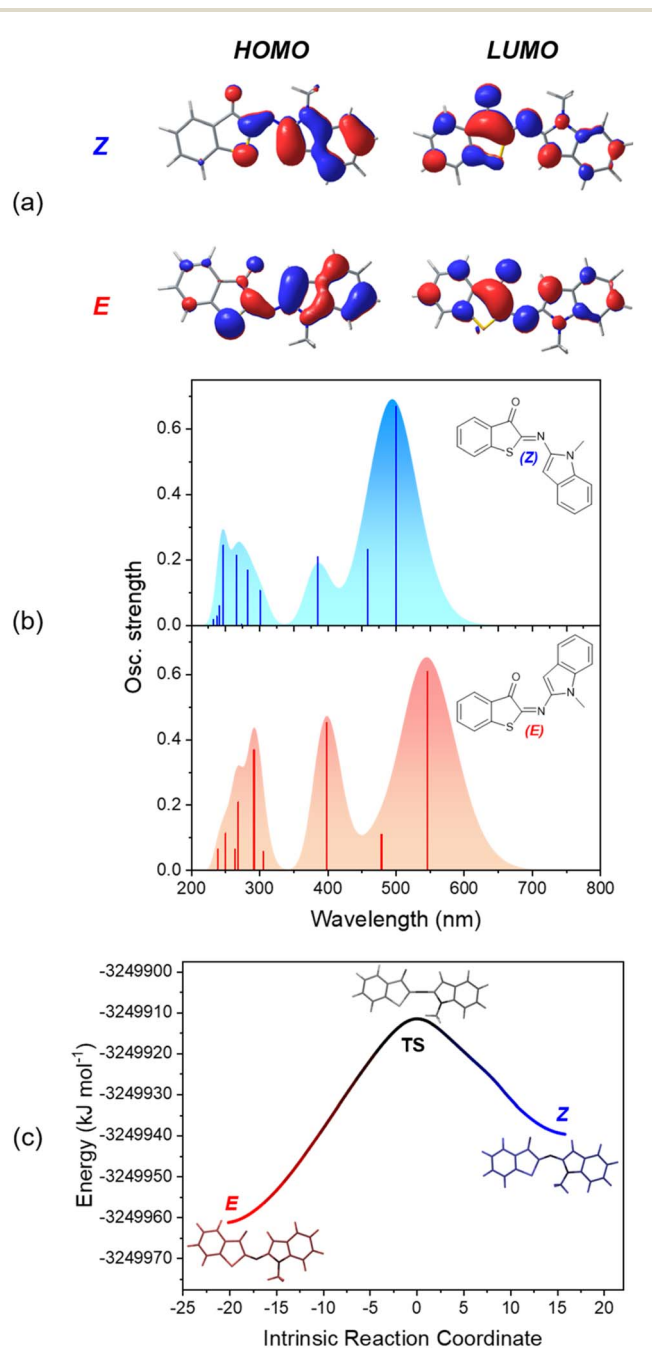 HOMO LUMO
Z
(a)
E
0.6
0.4
0.2
0.0
O
S
N
(Z)
N
(b)
Osc. strength
0.6
0.4
0.2
0.0
O
S
N
(E)
N
200 300 400 500 600 700 800
Wavelength (nm)
(c)
Energy (kJ mol⁻¹)
-3249900
-3249910
-3249920
-3249930
-3249940
-3249950
-3249960
-3249970
TS
Z
E
-25 -20 -15 -10 -5 0 5 10 15 20
Intrinsic Reaction Coordinate